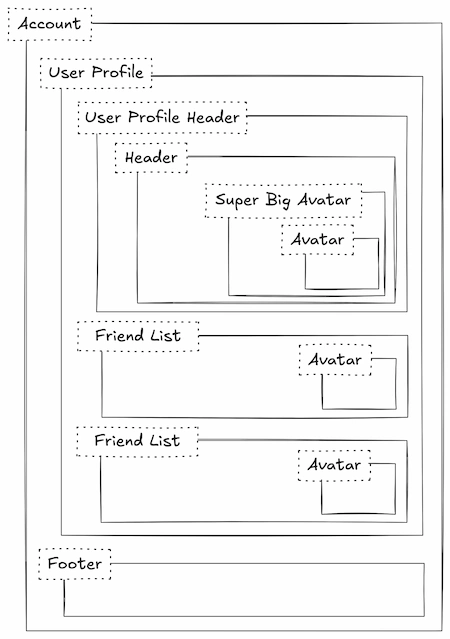 Account
User Profile
User Profile Header
Header
Super Big Avatar
Avatar
Friend List
Avatar
Friend List
Avatar
Footer